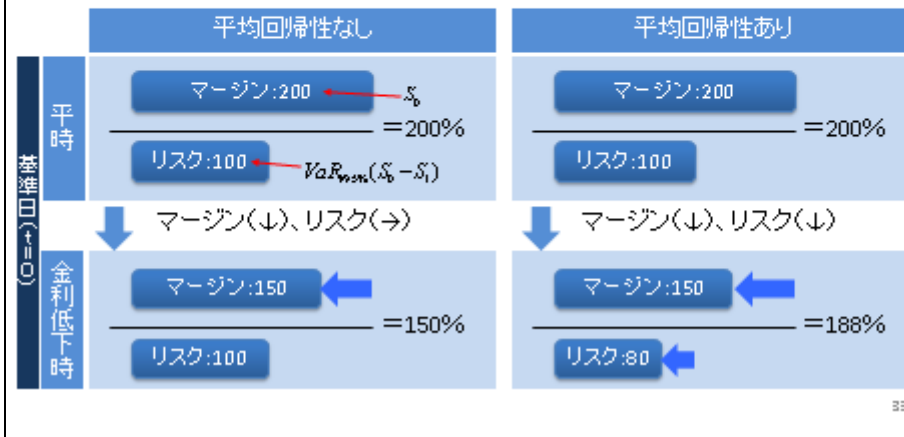 平均回帰性なし
平均回帰性あり
基準日(t=0)
平時
マージン:200
S₀
=200%
リスク:100
マージン:200
=200%
リスク:100
マージン(↓)、リスク(→)
マージン(↓)、リスク(↓)
金利低下時
マージン:150
=150%
リスク:100
マージン:150
=188%
リスク:80
33